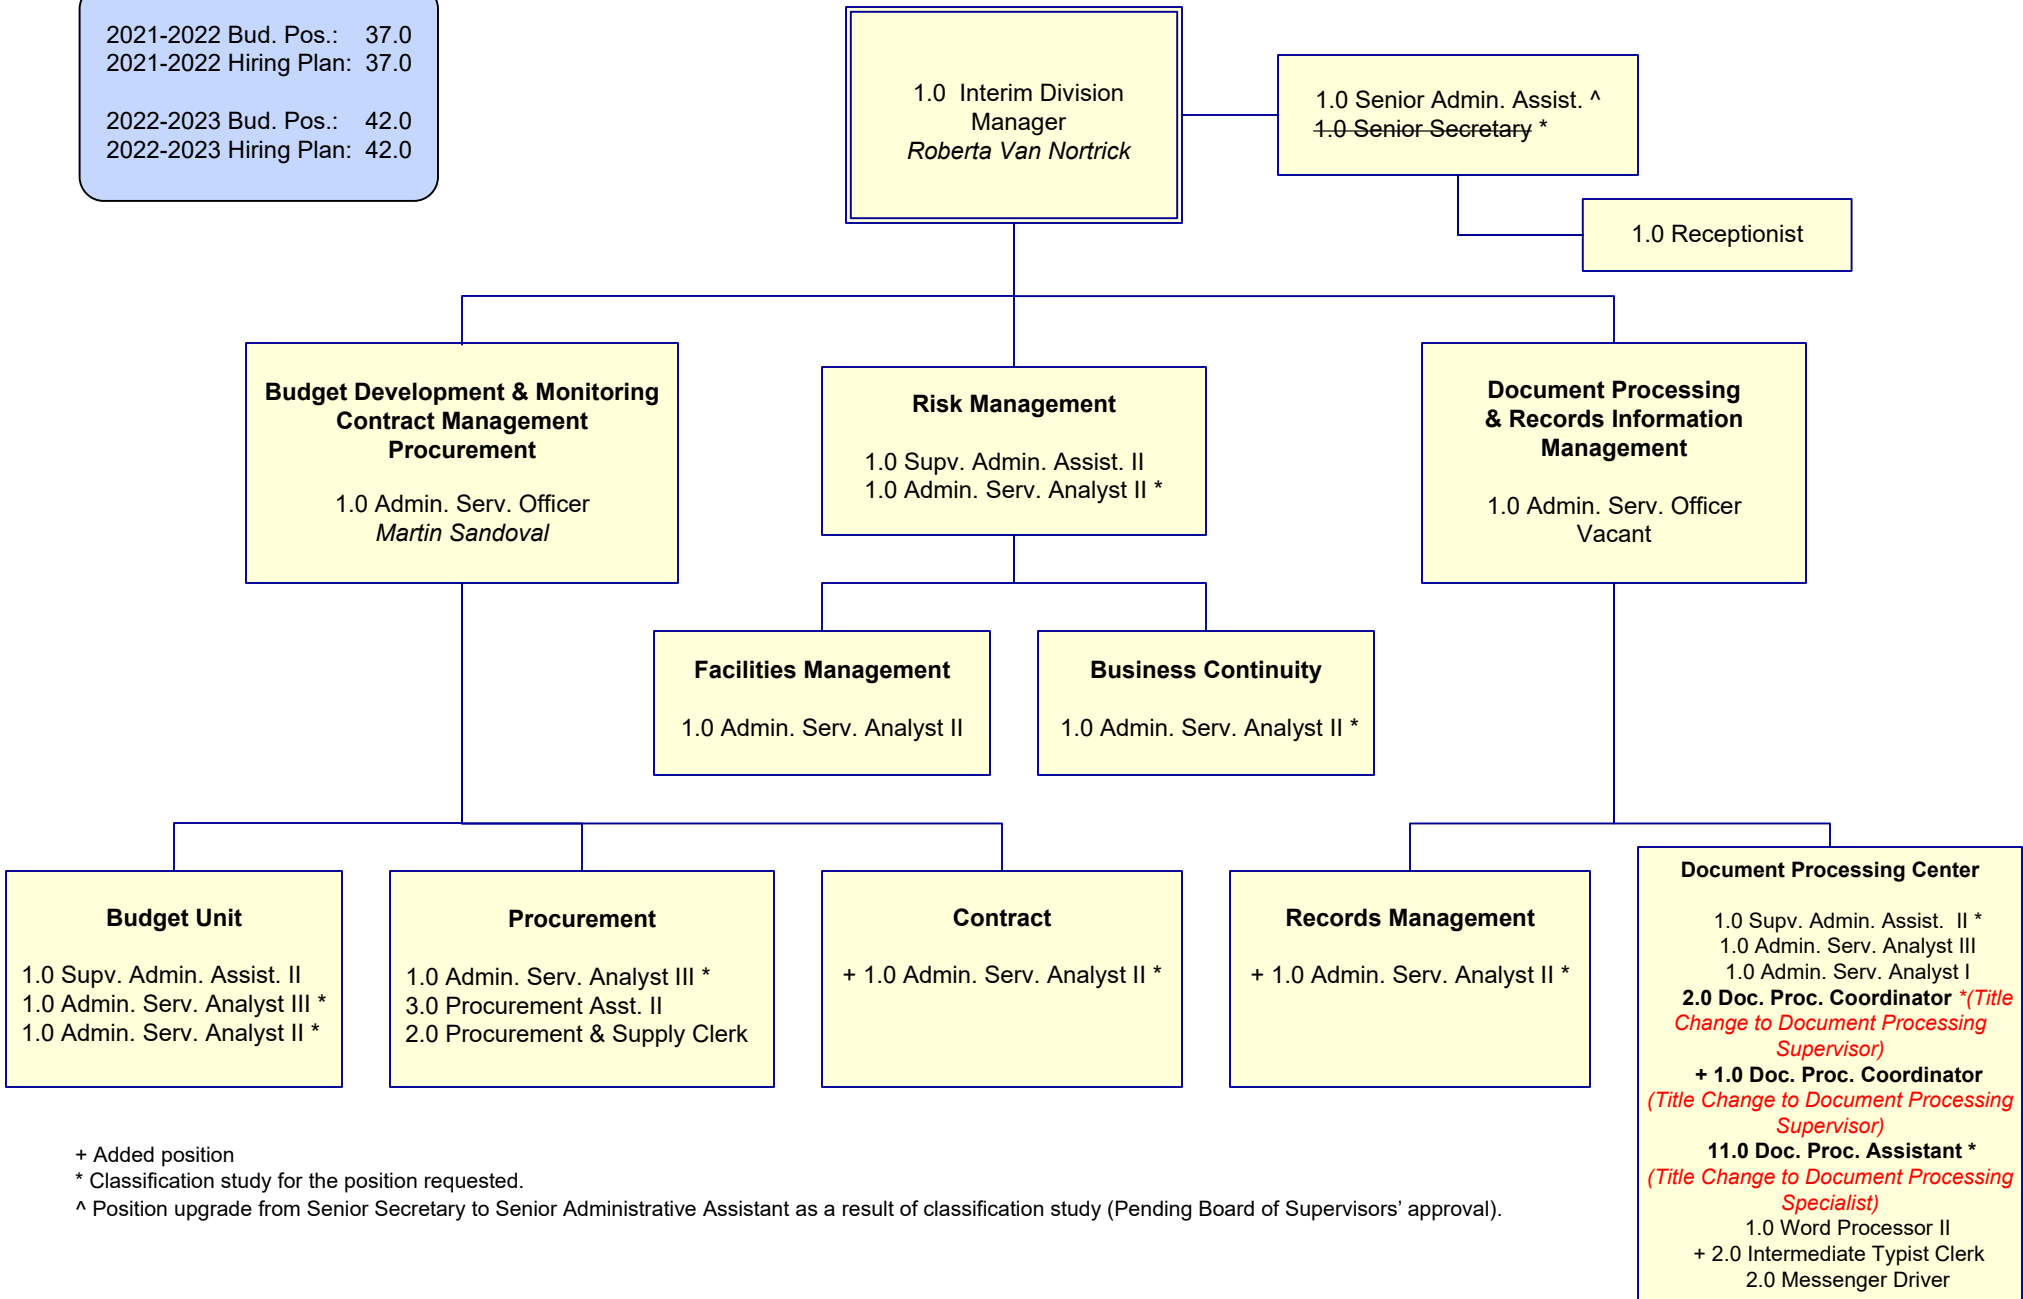 2021-2022 Bud. Pos.: 37.0
2021-2022 Hiring Plan: 37.0
2022-2023 Bud. Pos.: 42.0
2022-2023 Hiring Plan: 42.0
1.0 Interim Division
Manager
Roberta Van Nortrick
1.0 Senior Admin. Assist. ^
1.0 Senior Secretary *
1.0 Receptionist
Budget Development & Monitoring
Contract Management
Procurement
1.0 Admin. Serv. Officer
Martin Sandoval
Risk Management
1.0 Supv. Admin. Assist. II
1.0 Admin. Serv. Analyst II *
Document Processing
& Records Information
Management
1.0 Admin. Serv. Officer
Vacant
Facilities Management
1.0 Admin. Serv. Analyst II
Business Continuity
1.0 Admin. Serv. Analyst II *
Budget Unit
1.0 Supv. Admin. Assist. II
1.0 Admin. Serv. Analyst III *
1.0 Admin. Serv. Analyst II *
Procurement
1.0 Admin. Serv. Analyst III *
3.0 Procurement Asst. II
2.0 Procurement & Supply Clerk
Contract
+ 1.0 Admin. Serv. Analyst II *
Records Management
+ 1.0 Admin. Serv. Analyst II *
Document Processing Center
1.0 Supv. Admin. Assist. II *
1.0 Admin. Serv. Analyst III
1.0 Admin. Serv. Analyst I
2.0 Doc. Proc. Coordinator *(Title
Change to Document Processing
Supervisor)
+ 1.0 Doc. Proc. Coordinator
(Title Change to Document Processing
Supervisor)
11.0 Doc. Proc. Assistant *
(Title Change to Document Processing
Specialist)
1.0 Word Processor II
+ 2.0 Intermediate Typist Clerk
2.0 Messenger Driver
+ Added position
* Classification study for the position requested.
^ Position upgrade from Senior Secretary to Senior Administrative Assistant as a result of classification study (Pending Board of Supervisors’ approval).